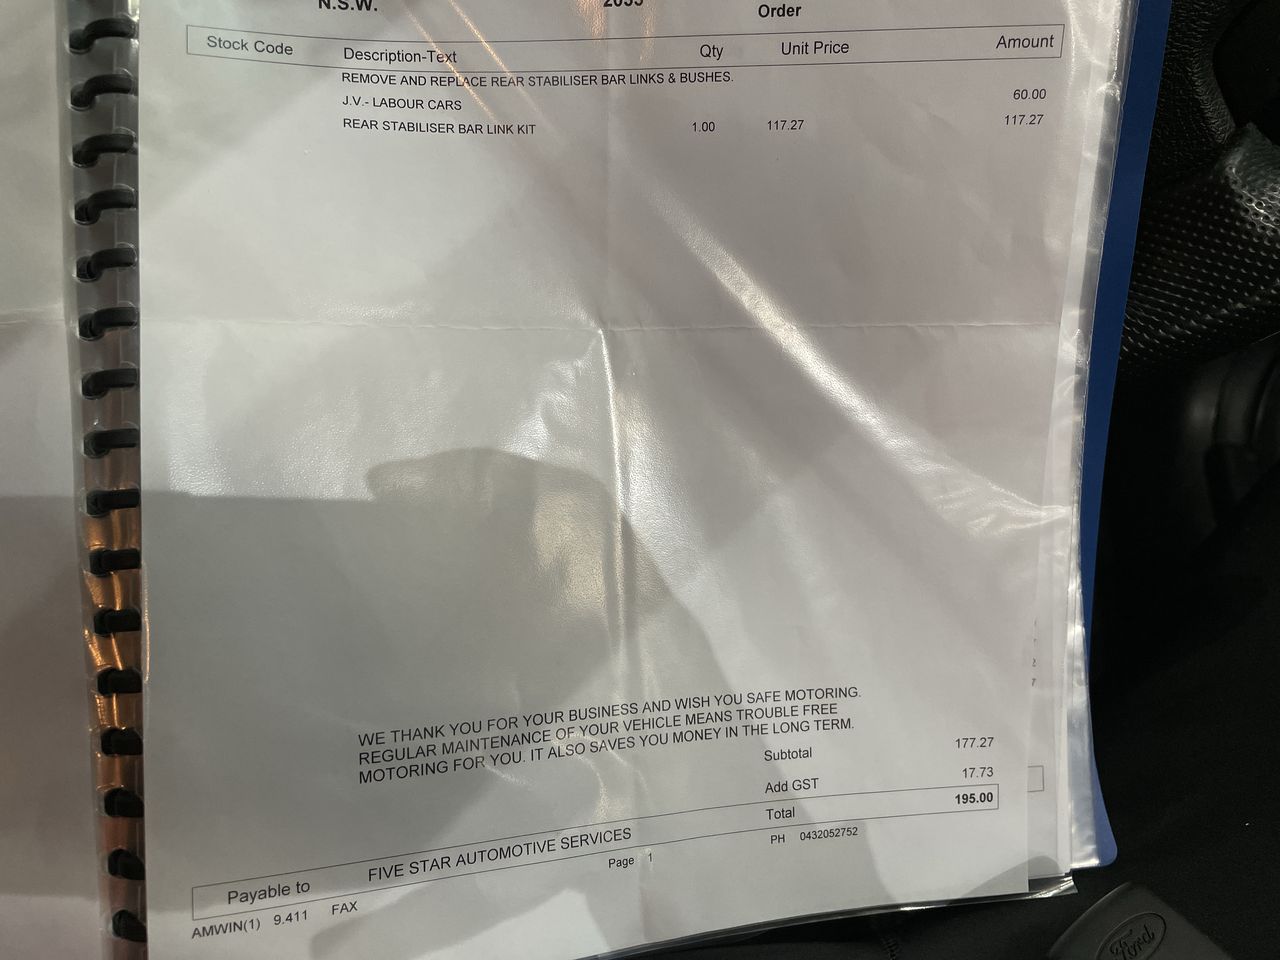 N.S.W. 2035
Order
Stock Code Description-Text Qty Unit Price Amount
REMOVE AND REPLACE REAR STABILISER BAR LINKS & BUSHES.
J.V.- LABOUR CARS 60.00
REAR STABILISER BAR LINK KIT 1.00 117.27 117.27
WE THANK YOU FOR YOUR BUSINESS AND WISH YOU SAFE MOTORING.
REGULAR MAINTENANCE OF YOUR VEHICLE MEANS TROUBLE FREE
MOTORING FOR YOU. IT ALSO SAVES YOU MONEY IN THE LONG TERM.
Subtotal 177.27
Add GST 17.73
Total 195.00
Payable to FIVE STAR AUTOMOTIVE SERVICES PH 0432052752
AMWIN(1) 9.411 FAX Page 1
Ford